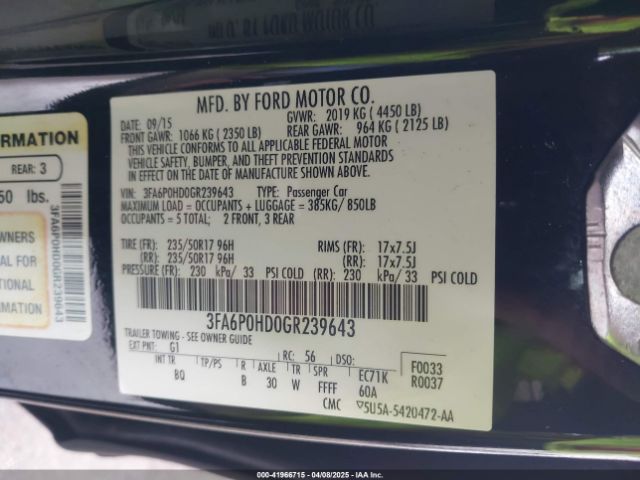 MFD. BY FORD MOTOR CO.
DATE: 09/15 GVWR: 2019 KG ( 4450 LB)
FRONT GAWR: 1066 KG ( 2350 LB) REAR GAWR: 964 KG ( 2125 LB)
THIS VEHICLE CONFORMS TO ALL APPLICABLE FEDERAL MOTOR
VEHICLE SAFETY, BUMPER, AND THEFT PREVENTION STANDARDS
IN EFFECT ON THE DATE OF MANUFACTURE SHOWN ABOVE.
VIN: 3FA6P0HD0GR239643 TYPE: Passenger Car
MAXIMUM LOAD = OCCUPANTS + LUGGAGE = 385KG/ 850LB
OCCUPANTS = 5 TOTAL; 2 FRONT, 3 REAR
TIRE (FR): 235/50R17 96H RIMS (FR): 17x7.5J
(RR): 235/50R17 96H (RR): 17x7.5J
PRESSURE (FR): 230 kPa/ 33 PSI COLD (RR): 230 kPa/ 33 PSI COLD
3FA6P0HD0GR239643
TRAILER TOWING - SEE OWNER GUIDE
EXT PNT: G1 RC: 56 DSO: F0033
INT TR TP/PS R AXLE TR SPR EC71K R0037
BQ B 30 W FFFF 60A
CMC 5U5A-5420472-AA
ORMATION
REAR: 3
50 lbs.
OWNERS
AL FOR
TIONAL
RMATION
3FA6P0HD0GR239643
000-41966715 - 04/08/2025 - IAAI.com